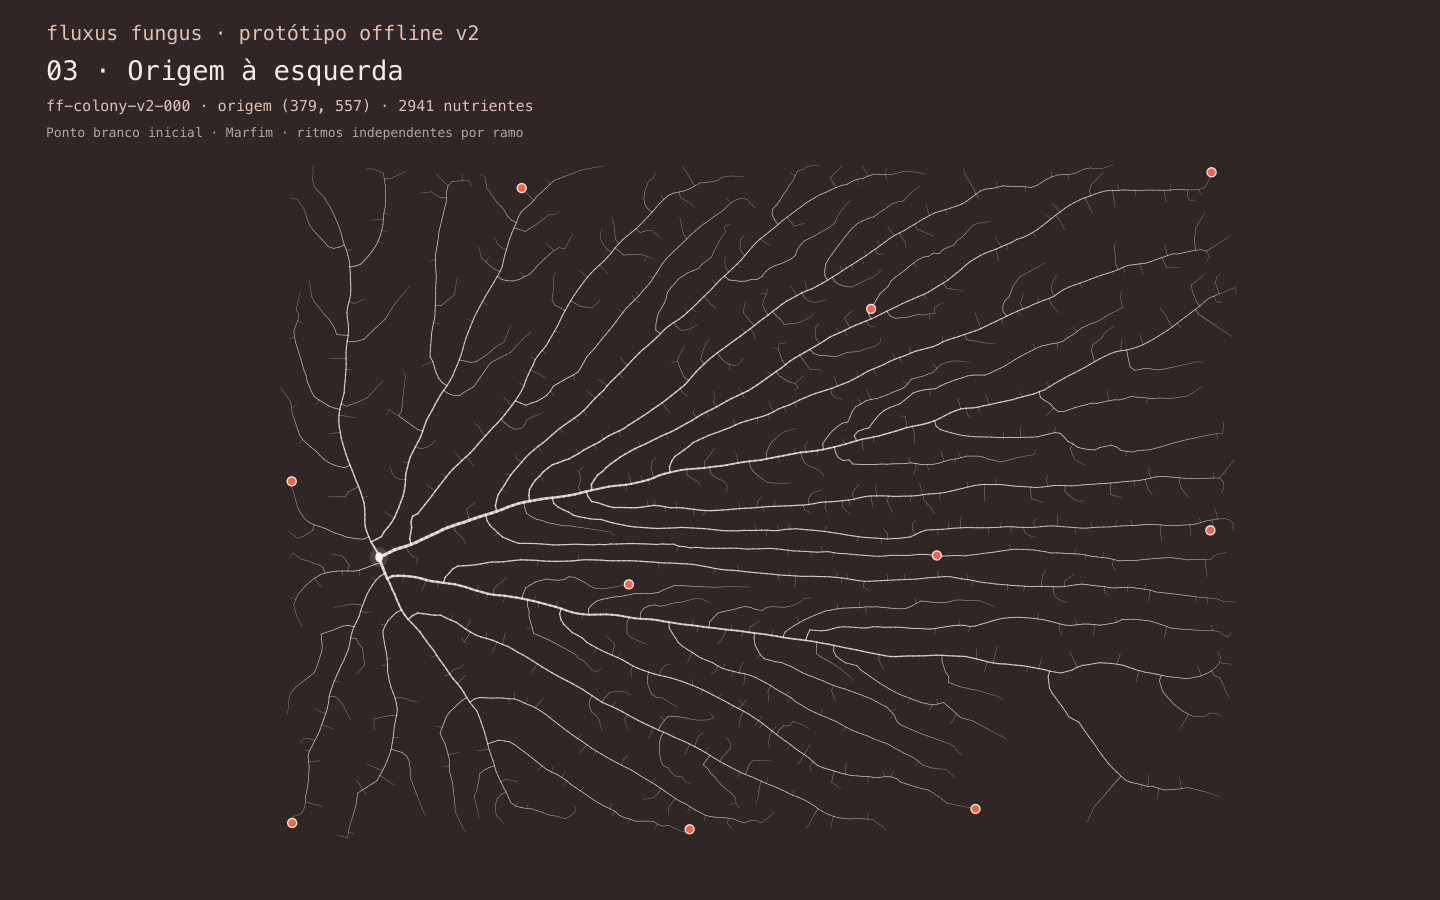 fluxus fungus · protótipo offline v2
03 · Origem à esquerda
ff-colony-v2-000 · origem (379, 557) · 2941 nutrientes
Ponto branco inicial · Marfim · ritmos independentes por ramo